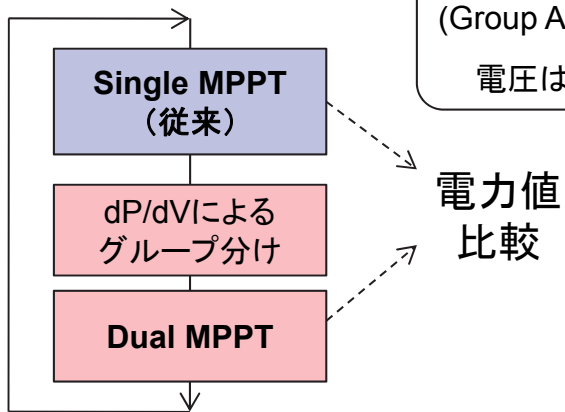 (Group A
電圧は
Single MPPT
（従来）
dP/dVによる
グループ分け
Dual MPPT
電力値
比較